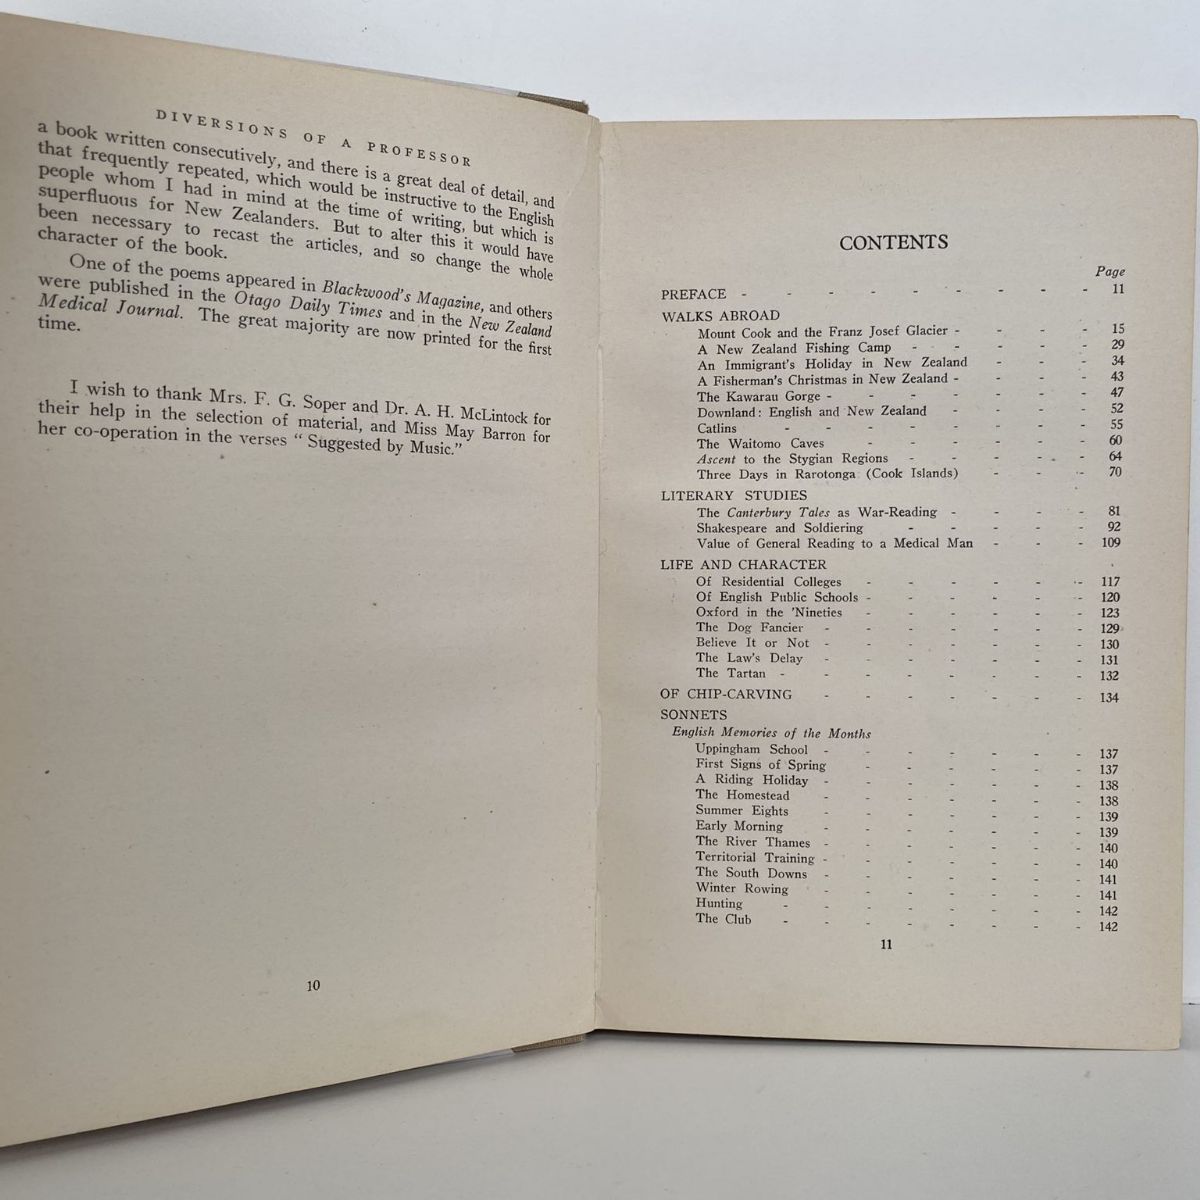 DIVERSIONS OF A PROFESSOR
a book written consecutively, and there is a great deal of detail, and
that frequently repeated, which would be instructive to the English
people whom I had in mind at the time of writing, but which is
superfluous for New Zealanders. But to alter this it would have
been necessary to recast the articles, and so change the whole
character of the book.
One of the poems appeared in Blackwood's Magazine, and others
were published in the Otago Daily Times and in the New Zealand
Medical Journal. The great majority are now printed for the first
time.
I wish to thank Mrs. F. G. Soper and Dr. A. H. McLintock for
their help in the selection of material, and Miss May Barron for
her co-operation in the verses " Suggested by Music."
10
CONTENTS
Page
PREFACE - - - - - - - - - 11
WALKS ABROAD
Mount Cook and the Franz Josef Glacier - - - - 15
A New Zealand Fishing Camp - - - - - 29
An Immigrant's Holiday in New Zealand - - - 34
A Fisherman's Christmas in New Zealand - - - - 43
The Kawarau Gorge - - - - - - - 47
Downland: English and New Zealand - - - - 52
Catlins - - - - - - - - 55
The Waitomo Caves - - - - - - 60
Ascent to the Stygian Regions - - - - - 64
Three Days in Rarotonga (Cook Islands) - - - 70
LITERARY STUDIES
The Canterbury Tales as War-Reading - - - - 81
Shakespeare and Soldiering - - - - - 92
Value of General Reading to a Medical Man - - - 109
LIFE AND CHARACTER
Of Residential Colleges - - - - - - 117
Of English Public Schools - - - - - - 120
Oxford in the 'Nineties - - - - - - 123
The Dog Fancier - - - - - - - 129
Believe It or Not - - - - - - - 130
The Law's Delay - - - - - - - 131
The Tartan - - - - - - - - 132
OF CHIP-CARVING - - - - - - - 134
SONNETS
English Memories of the Months
Uppingham School - - - - - - - 137
First Signs of Spring - - - - - - 137
A Riding Holiday - - - - - - - 138
The Homestead - - - - - - - 138
Summer Eights - - - - - - - 139
Early Morning - - - - - - - 139
The River Thames - - - - - - - 140
Territorial Training - - - - - - - 140
The South Downs - - - - - - - 141
Winter Rowing - - - - - - - 141
Hunting - - - - - - - - 142
The Club - - - - - - - - 142
11